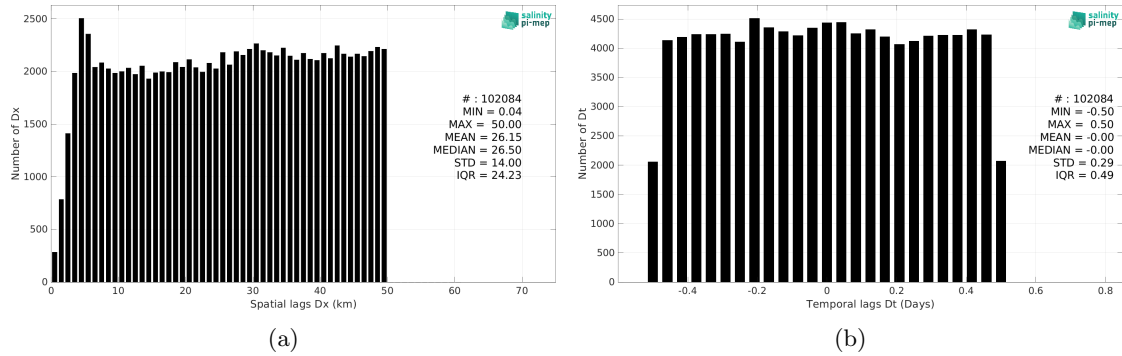 salinity
pi-mep
2500
2000
1500
1000
500
0
Number of Dx
# : 102084
MIN = 0.04
MAX = 50.00
MEAN = 26.15
MEDIAN = 26.50
STD = 14.00
IQR = 24.23
0 10 20 30 40 50 60 70
Spatial lags Dx (km)
(a)
salinity
pi-mep
4500
4000
3500
3000
2500
2000
1500
1000
500
0
Number of Dt
# : 102084
MIN = -0.50
MAX = 0.50
MEAN = -0.00
MEDIAN = -0.00
STD = 0.29
IQR = 0.49
-0.4 -0.2 0 0.2 0.4 0.6 0.8
Temporal lags Dt (Days)
(b)